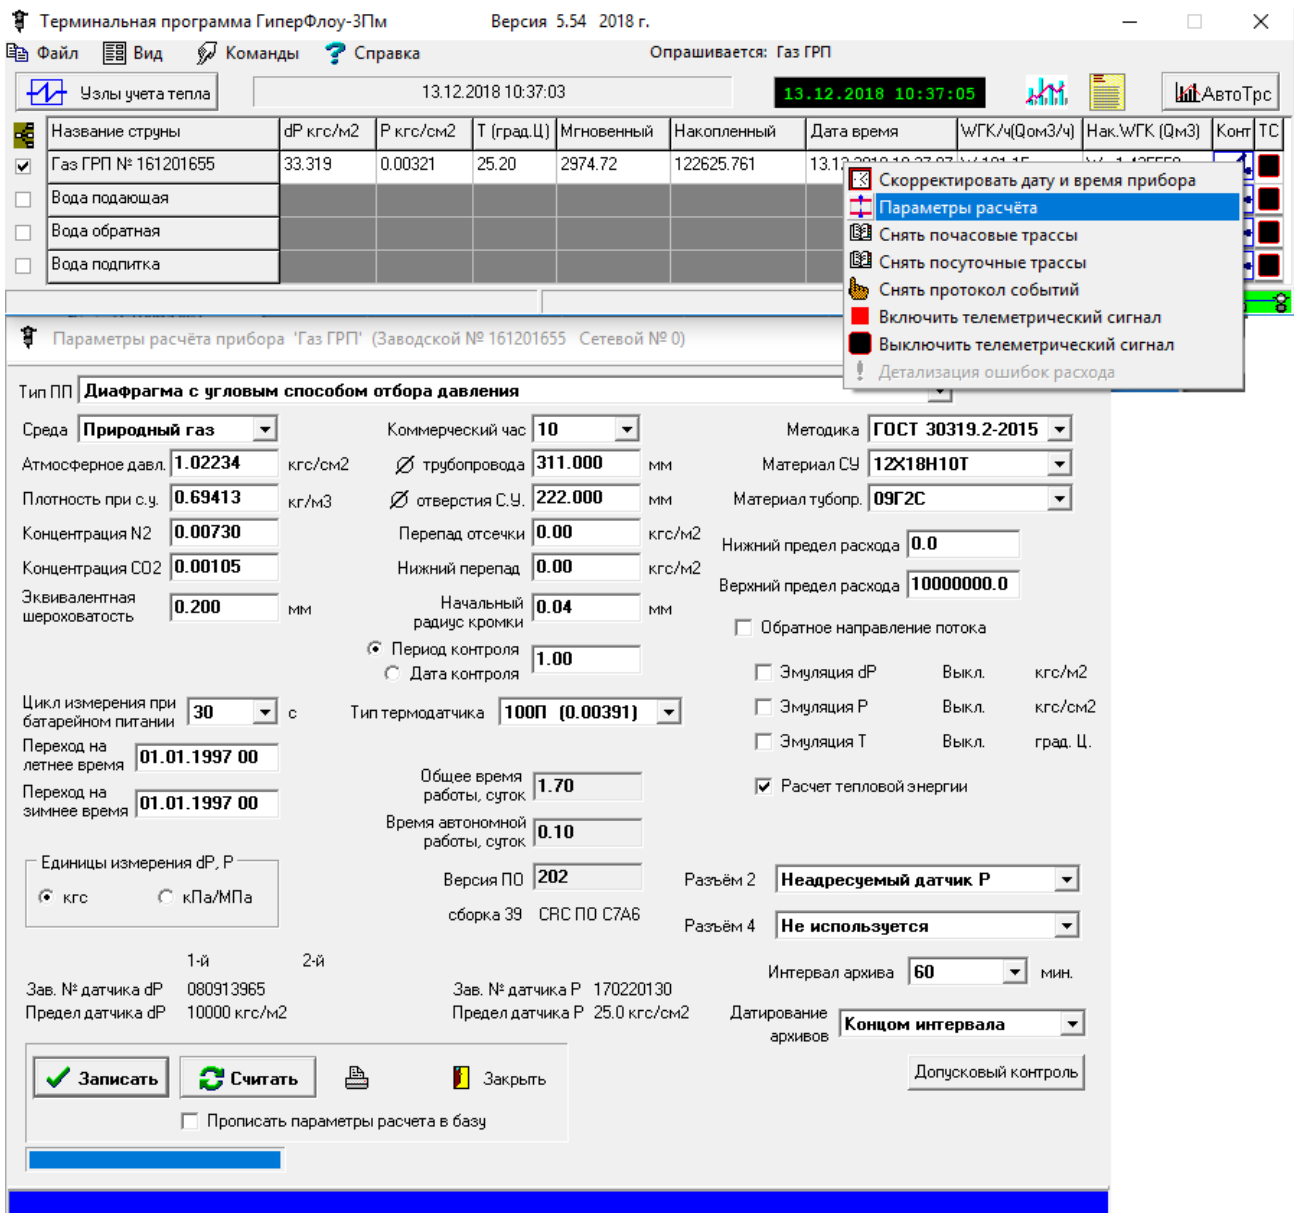 Терминальная программа ГиперФлоу-3Пм Версия 5.54 2018 г.
Файл Вид Команды Справка Опрашивается: Газ ГРП
Узлы учета тепла 13.12.2018 10:37:03 13.12.2018 10:37:05 АвтоТрс
Название струны dP кгс/м2 P кгс/см2 T (град.Ц) Мгновенный Накопленный Дата время WГК/ч(Qом3/ч) Нак.WГК (Qм3) Конт ТС
Газ ГРП № 161201655 33.319 0.00321 25.20 2974.72 122625.761
Вода подающая
Вода обратная
Вода подпитка
Скорректировать дату и время прибора
Параметры расчёта
Снять почасовые трассы
Снять посуточные трассы
Снять протокол событий
Включить телеметрический сигнал
Выключить телеметрический сигнал
Детализация ошибок расхода
Параметры расчёта прибора 'Газ ГРП' (Заводской № 161201655 Сетевой № 0)
Тип ПП Диафрагма с угловым способом отбора давления
Среда Природный газ Коммерческий час 10 Методика ГОСТ 30319.2-2015
Атмосферное давл. 1.02234 кгс/см2 Ø трубопровода 311.000 мм Материал СУ 12Х18Н10Т
Плотность при с.у. 0.69413 кг/м3 Ø отверстия С.У. 222.000 мм Материал тубопр. 09Г2С
Концентрация N2 0.00730 Перепад отсечки 0.00 кгс/м2 Нижний предел расхода 0.0
Концентрация CO2 0.00105 Нижний перепад 0.00 кгс/м2 Верхний предел расхода 10000000.0
Эквивалентная
шероховатость 0.200 мм
Начальный
радиус кромки 0.04 мм
Обратное направление потока
Период контроля
Дата контроля
1.00
Эмуляция dP Выкл. кгс/м2
Цикл измерения при
батарейном питании 30 с Тип термодатчика 100П (0.00391)
Эмуляция P Выкл. кгс/см2
Эмуляция T Выкл. град. Ц.
Переход на
летнее время 01.01.1997 00
Общее время
работы, суток 1.70
Расчет тепловой энергии
Переход на
зимнее время 01.01.1997 00
Время автономной
работы, суток 0.10
Единицы измерения dP, P
кгс кПа/МПа
Версия ПО 202
сборка 39 CRC ПО C7A6
Разъём 2 Неадресуемый датчик P
Разъём 4 Не используется
1-й 2-й
Интервал архива 60 мин.
Зав. № датчика dP 080913965 Зав. № датчика P 170220130
Предел датчика dP 10000 кгс/м2 Предел датчика P 25.0 кгс/см2
Датирование
архивов Концом интервала
Записать Считать Закрыть Допусковый контроль
Прописать параметры расчета в базу